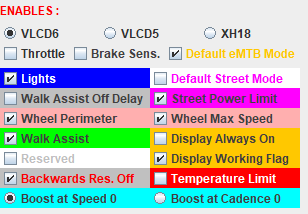 ENABLES :
VLCD6 VLCD5 XH18
Throttle Brake Sens. Default eMTB Mode
Lights Default Street Mode
Walk Assist Off Delay Street Power Limit
Wheel Perimeter Wheel Max Speed
Walk Assist Display Always On
Reserved Display Working Flag
Backwards Res. Off Temperature Limit
Boost at Speed 0 Boost at Cadence 0